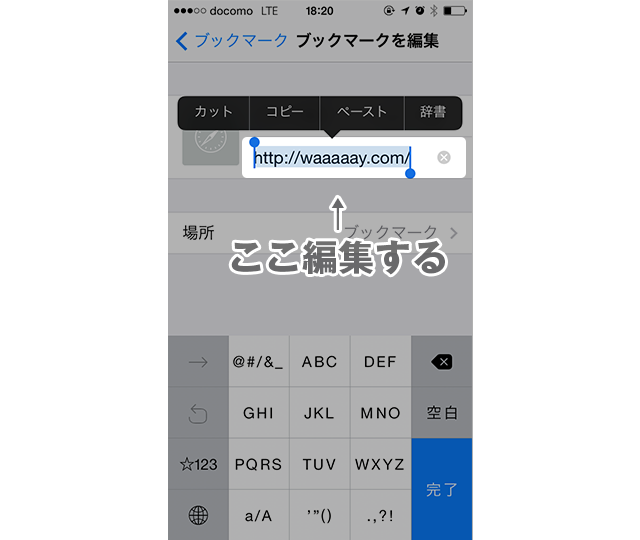 docomo LTE 18:20
ブックマーク ブックマークを編集
カット コピー ペースト 辞書
http://waaaaay.com/
場所 ブックマーク
ここ編集する
→ @#/&_ ABC DEF
GHI JKL MNO 空白
☆123 PQRS TUV WXYZ
完了
a/A '"() .,?!